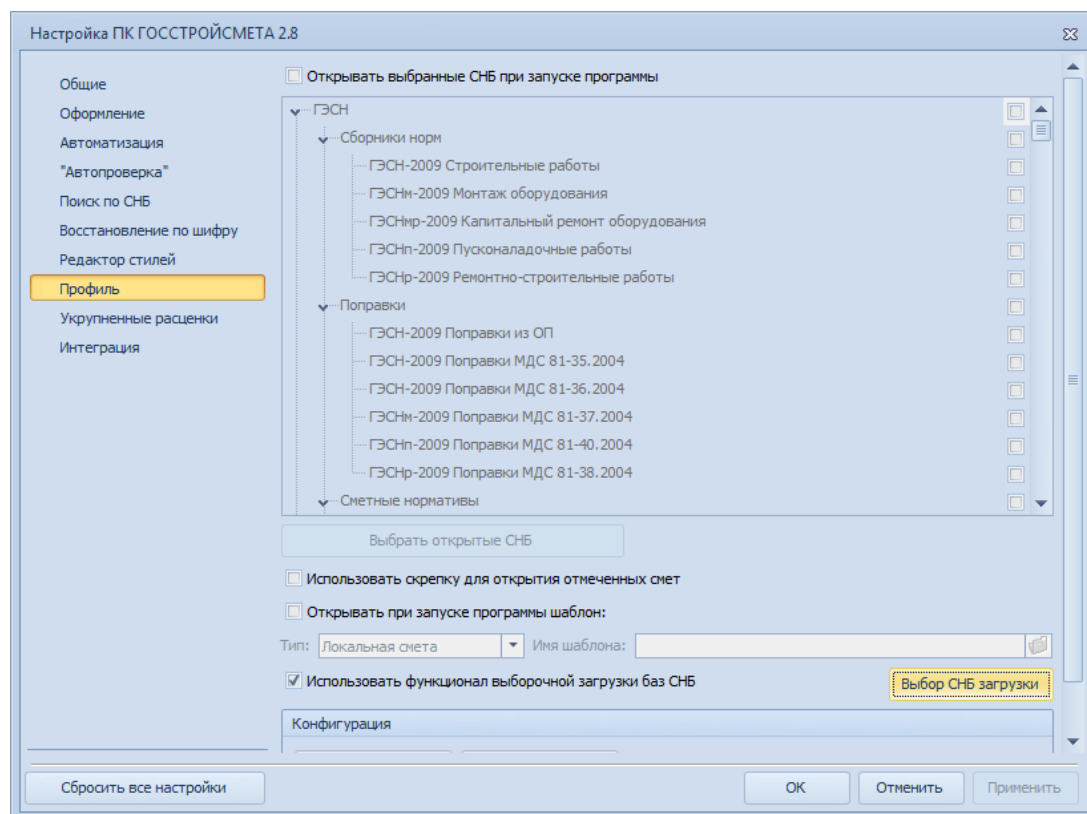 Настройка ПК ГОССТРОЙСМЕТА 2.8
Общие
Оформление
Автоматизация
"Автопроверка"
Поиск по СНБ
Восстановление по шифру
Редактор стилей
Профиль
Укрупненные расценки
Интеграция
Открывать выбранные СНБ при запуске программы
ГЭСН
Сборники норм
ГЭСН-2009 Строительные работы
ГЭСНм-2009 Монтаж оборудования
ГЭСНмр-2009 Капитальный ремонт оборудования
ГЭСНп-2009 Пусконаладочные работы
ГЭСНр-2009 Ремонтно-строительные работы
Поправки
ГЭСН-2009 Поправки из ОП
ГЭСН-2009 Поправки МДС 81-35.2004
ГЭСН-2009 Поправки МДС 81-36.2004
ГЭСНм-2009 Поправки МДС 81-37.2004
ГЭСНп-2009 Поправки МДС 81-40.2004
ГЭСНр-2009 Поправки МДС 81-38.2004
Сметные нормативы
Выбрать открытые СНБ
Использовать скрепку для открытия отмеченных смет
Открывать при запуске программы шаблон:
Тип: Локальная смета Имя шаблона:
Использовать функционал выборочной загрузки баз СНБ Выбор СНБ загрузки
Конфигурация
Сбросить все настройки ОК Отменить Применить